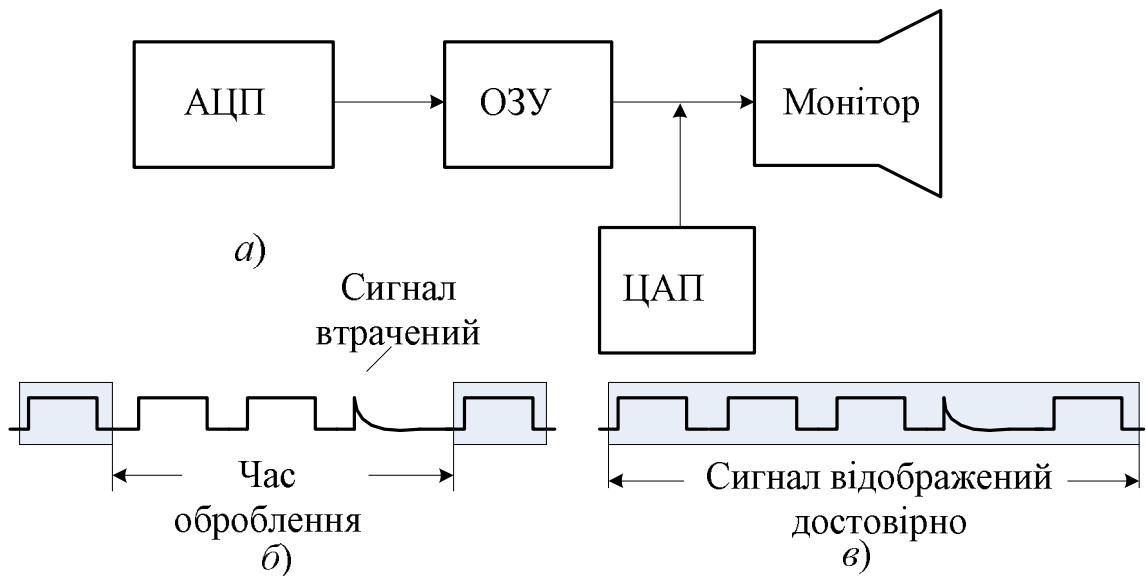 АЦП
ОЗУ
Монітор
ЦАП
а)
Сигнал
втрачений
Час
оброблення
б)
Сигнал відображений
достовірно
в)